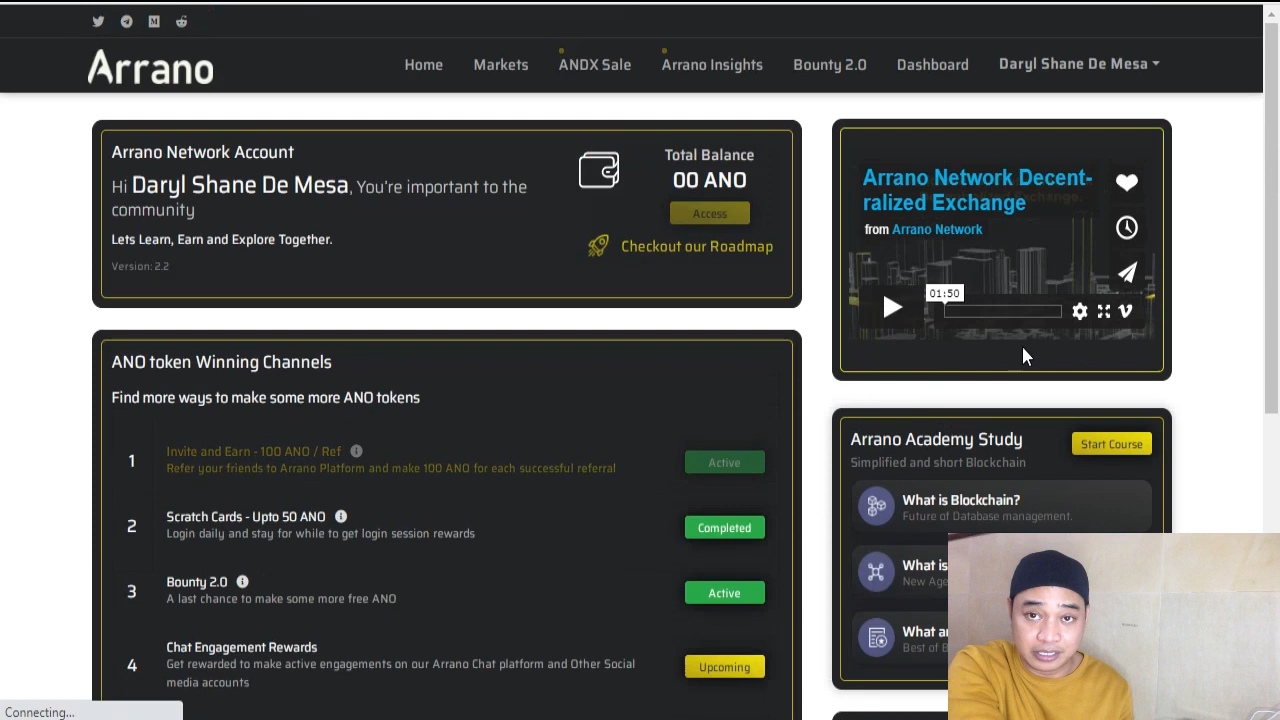 Arrano
Home
Markets
ANDX Sale
Arrano Insights
Bounty 2.0
Dashboard
Daryl Shane De Mesa
Arrano Network Account
Hi Daryl Shane De Mesa, You're important to the
community
Lets Learn, Earn and Explore Together.
Version: 2.2
Total Balance
00 ANO
Access
Checkout our Roadmap
Arrano Network Decent-
ralized Exchange
from Arrano Network
01:50
ANO token Winning Channels
Find more ways to make some more ANO tokens
1
Invite and Earn - 100 ANO / Ref
Refer your friends to Arrano Platform and make 100 ANO for each successful referral
Active
2
Scratch Cards - Upto 50 ANO
Login daily and stay for while to get login session rewards
Completed
3
Bounty 2.0
A last chance to make some more free ANO
Active
4
Chat Engagement Rewards
Get rewarded to make active engagements on our Arrano Chat platform and Other Social
media accounts
Upcoming
Arrano Academy Study
Simplified and short Blockchain
Start Course
What is Blockchain?
Future of Database management.
What is
New Age
What ar
Best of B
Connecting...